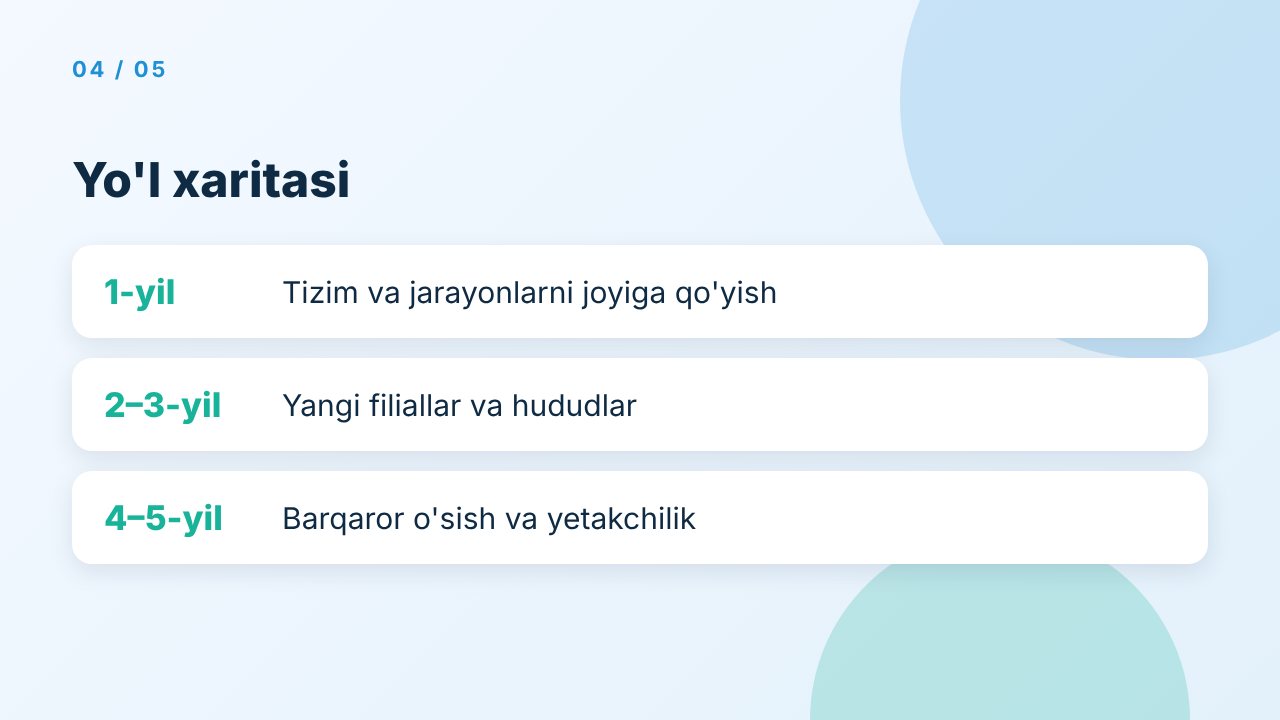 04 / 05
Yo'l xaritasi
1-yil Tizim va jarayonlarni joyiga qo'yish
2–3-yil Yangi filiallar va hududlar
4–5-yil Barqaror o'sish va yetakchilik